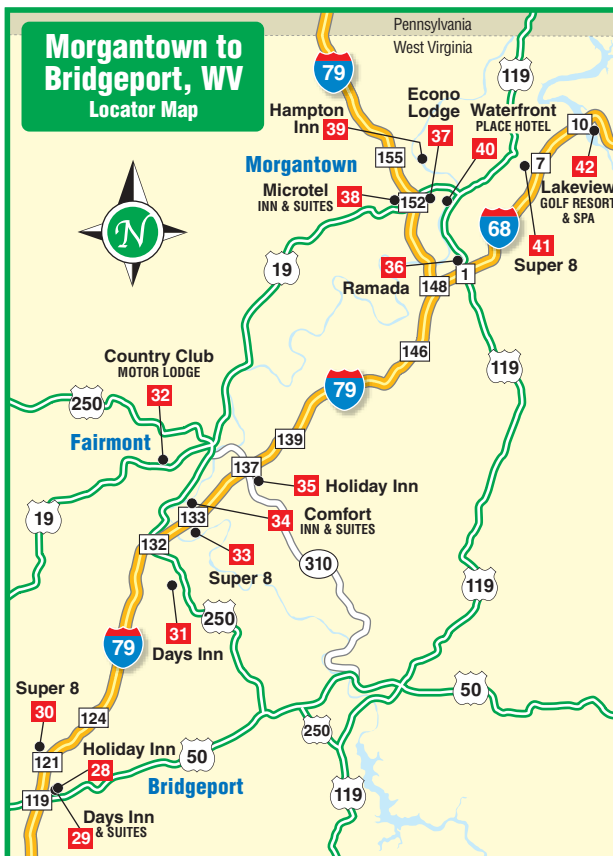 Pennsylvania
West Virginia
Morgantown to
Bridgeport, WV
Locator Map
79
119
Hampton
Inn 39
Econo
Lodge
37
Waterfront
PLACE HOTEL
40
10
42
Lakeview
GOLF RESORT
& SPA
155
7
Morgantown
Microtel
INN & SUITES
38
152
68
41
Super 8
N
19
36
Ramada
1
148
146
119
79
Country Club
MOTOR LODGE
32
250
Fairmont
139
137
35 Holiday Inn
19
133
34
Comfort
INN & SUITES
132
33
Super 8
310
119
31
Days Inn
250
79
50
Super 8
30
124
250
121
Holiday Inn
28
50
Bridgeport
119
119
Days Inn
& SUITES
29